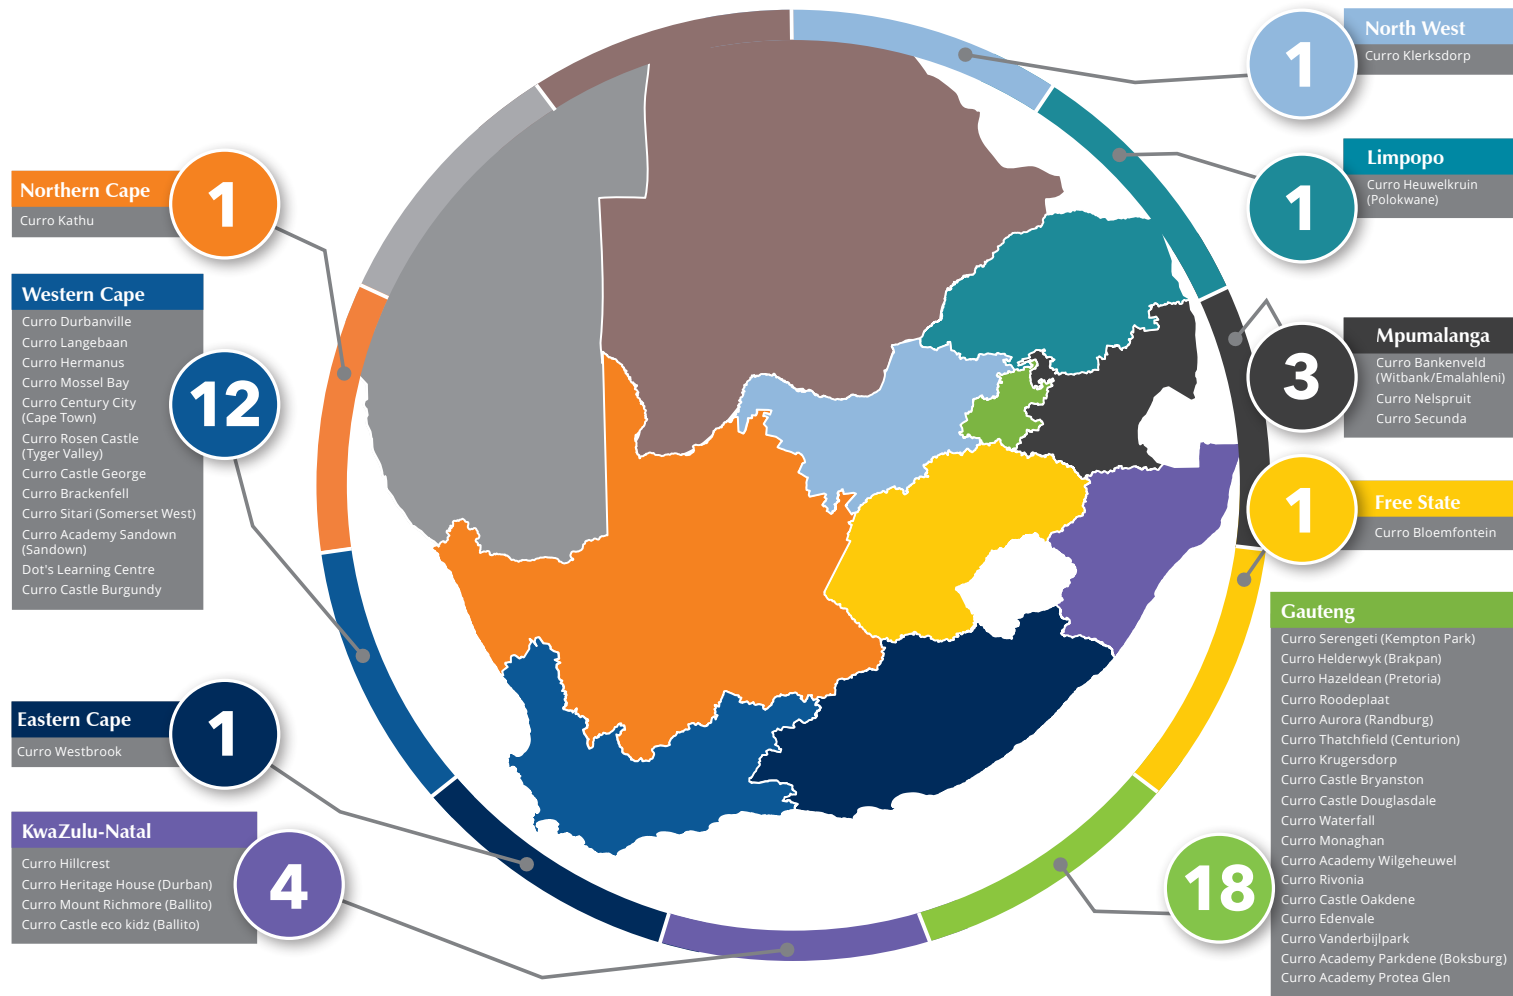 Northern Cape
1
Curro Kathu
Western Cape
12
Curro Durbanville
Curro Langebaan
Curro Hermanus
Curro Mossel Bay
Curro Century City
(Cape Town)
Curro Rosen Castle
(Tyger Valley)
Curro Castle George
Curro Brackenfell
Curro Sitari (Somerset West)
Curro Academy Sandown
(Sandown)
Dot's Learning Centre
Curro Castle Burgundy
Eastern Cape
1
Curro Westbrook
KwaZulu-Natal
4
Curro Hillcrest
Curro Heritage House (Durban)
Curro Mount Richmore (Ballito)
Curro Castle eco kidz (Ballito)
North West
1
Curro Klerksdorp
Limpopo
1
Curro Heuwelkruin
(Polokwane)
Mpumalanga
3
Curro Bankenveld
(Witbank/Emalahleni)
Curro Nelspruit
Curro Secunda
Free State
1
Curro Bloemfontein
Gauteng
18
Curro Serengeti (Kempton Park)
Curro Helderwyk (Brakpan)
Curro Hazeldean (Pretoria)
Curro Roodeplaat
Curro Aurora (Randburg)
Curro Thatchfield (Centurion)
Curro Krugersdorp
Curro Castle Bryanston
Curro Castle Douglasdale
Curro Waterfall
Curro Monaghan
Curro Academy Wilgeheuwel
Curro Rivonia
Curro Castle Oakdene
Curro Edenvale
Curro Vanderbijlpark
Curro Academy Parkdene (Boksburg)
Curro Academy Protea Glen